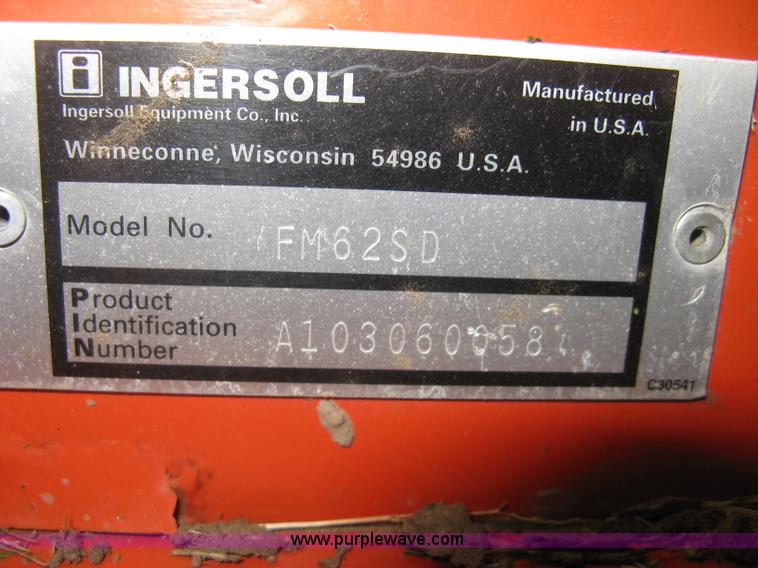 INGERSOLL
Ingersoll Equipment Co., Inc.
Manufactured
in U.S.A.
Winneconne, Wisconsin 54986 U.S.A.
Model No. FM62SD
Product
Identification
Number A1030600584
C30541
www.purplewave.com